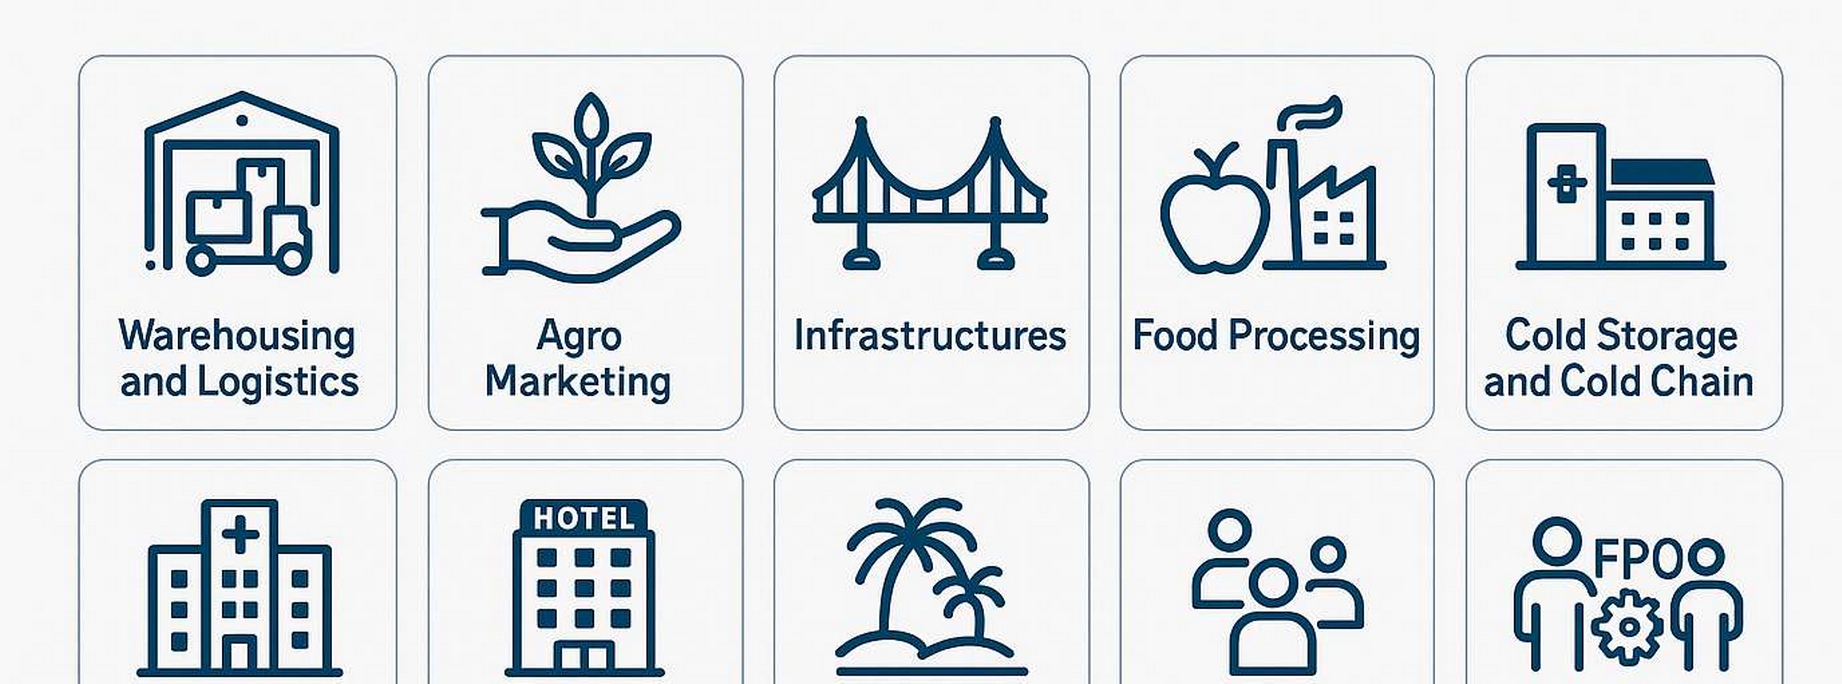 Warehousing
and Logistics
Agro
Marketing
Infrastructures
Food Processing
Cold Storage
and Cold Chain
HOTEL
FPO